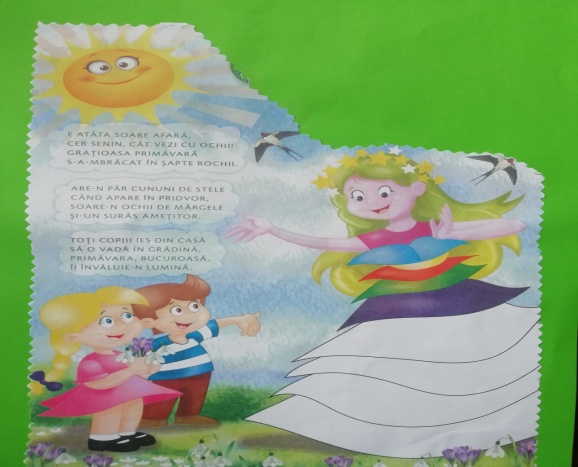 E ATÂTA SOARE AFARĂ,
CER SENIN, CÂT VEZI CU OCHII!
GRAȚIOASA PRIMĂVARĂ
S-A-MBRĂCAT ÎN ȘAPTE ROCHII.
ARE-N PĂR CUNUNI DE STELE
CÂND APARE ÎN PRIDVOR,
SOARE-N OCHI DE MĂRGELE
ȘI-UN SURÂS AMEȚITOR.
TOȚI COPIII IES DIN CASĂ
SĂ O VADĂ ÎN GRĂDINĂ,
PRIMĂVARA, BUCUROASĂ,
ÎI ÎNVĂLUIE-N LUMINĂ.